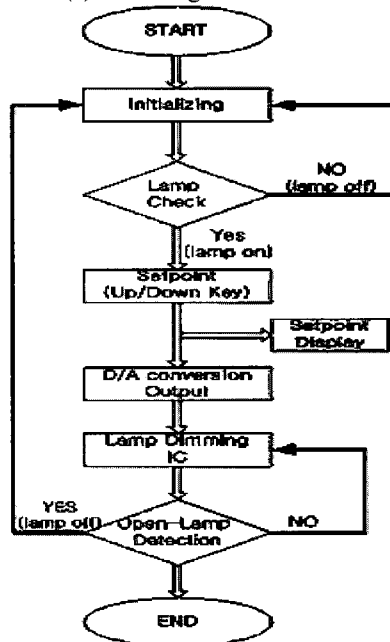 START
Initializing
Lamp
Check
NO
(lamp off)
Yes
(lamp on)
Setpoint
(Up/Down Key)
Setpoint
Display
D/A conversion
Output
Lamp Dimming
IC
YES
(lamp off)
Open-Lamp
Detection
NO
END